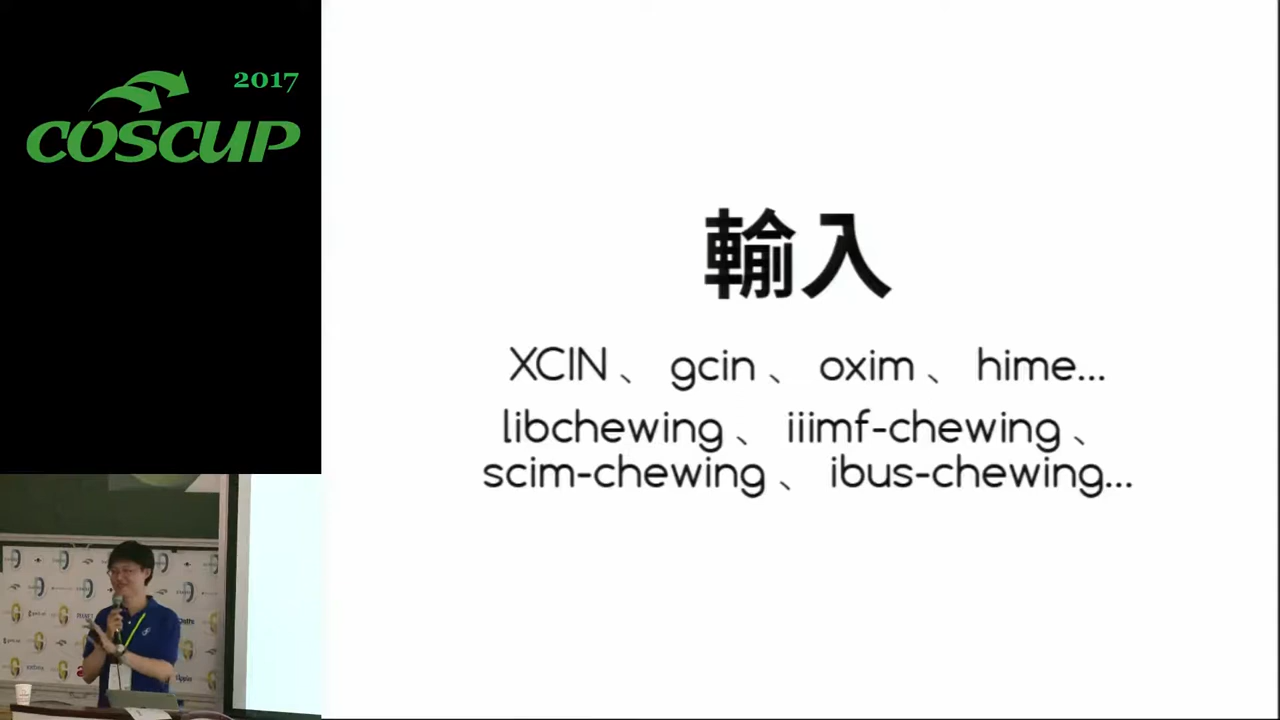 2017
COSCUP
輸入
XCIN 、 gcin 、 oxim 、 hime...
libchewing 、 iiimf-chewing 、
scim-chewing 、 ibus-chewing...